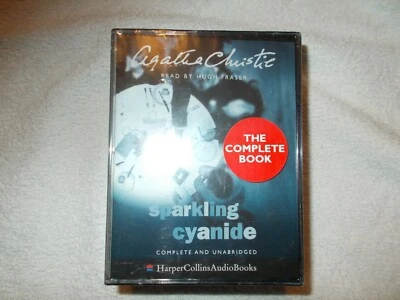 Agatha Christie
READ BY HUGH FRASER
THE
COMPLETE
BOOK
sparkling
cyanide
COMPLETE AND UNABRIDGED
HarperCollinsAudioBooks